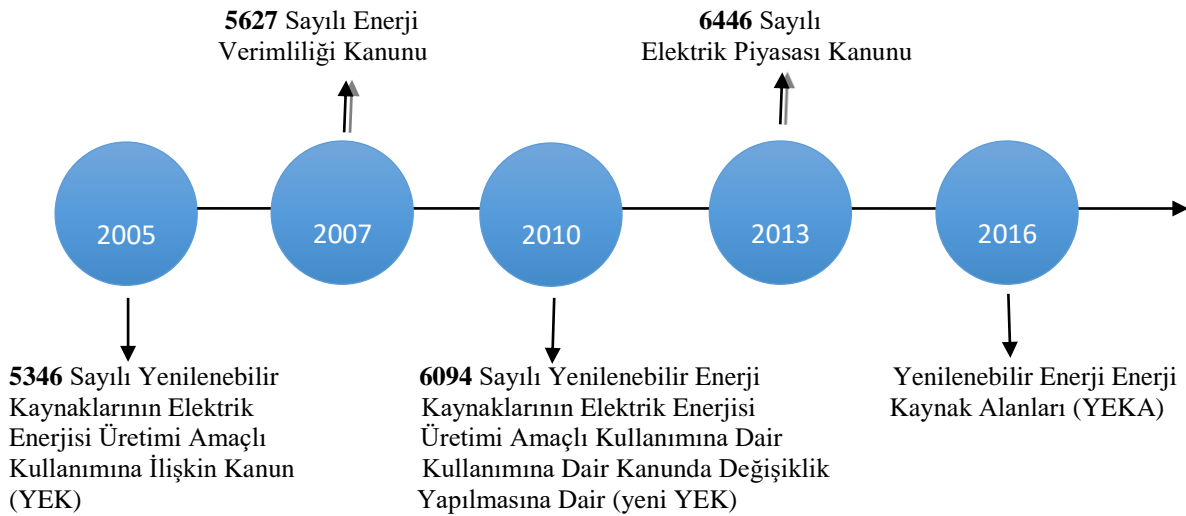 5627 Sayılı Enerji
Verimliliği Kanunu
6446 Sayılı
Elektrik Piyasası Kanunu
2005
2007
2010
2013
2016
5346 Sayılı Yenilenebilir
Kaynaklarının Elektrik
Enerjisi Üretimi Amaçlı
Kullanımına İlişkin Kanun
(YEK)
6094 Sayılı Yenilenebilir Enerji
Kaynaklarının Elektrik Enerjisi
Üretimi Amaçlı Kullanımına Dair
Kullanımına Dair Kanunda Değişiklik
Yapılmasına Dair (yeni YEK)
Yenilenebilir Enerji Enerji
Kaynak Alanları (YEKA)